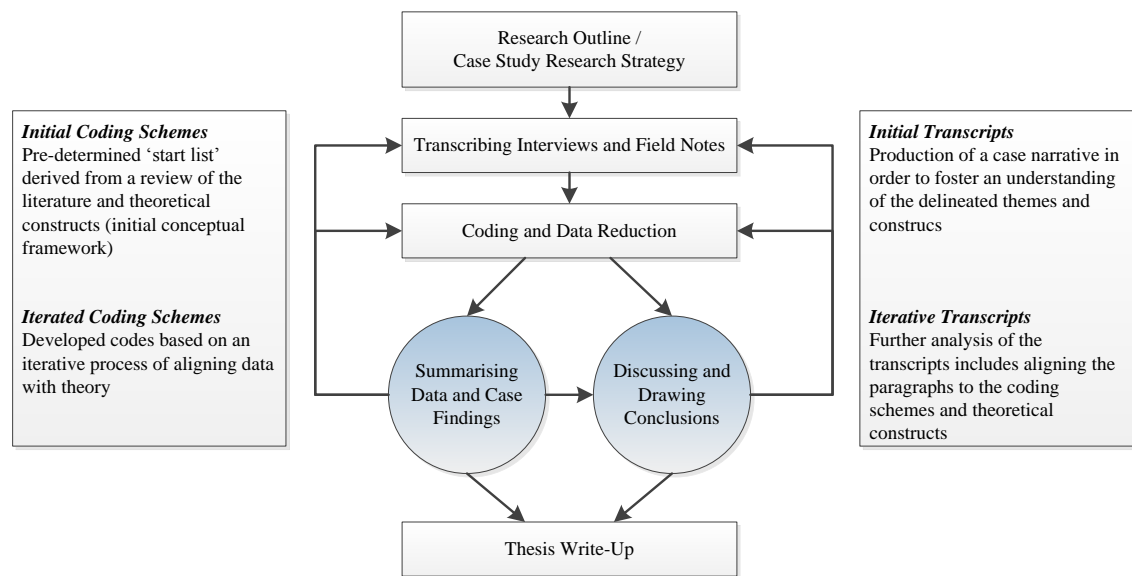 Research Outline /
Case Study Research Strategy
Initial Coding Schemes
Pre-determined ‘start list’
derived from a review of the
literature and theoretical
constructs (initial conceptual
framework)
Iterated Coding Schemes
Developed codes based on an
iterative process of aligning data
with theory
Transcribing Interviews and Field Notes
Coding and Data Reduction
Summarising
Data and Case
Findings
Discussing and
Drawing
Conclusions
Thesis Write-Up
Initial Transcripts
Production of a case narrative in
order to foster an understanding
of the delineated themes and
construcs
Iterative Transcripts
Further analysis of the
transcripts includes aligning the
paragraphs to the coding
schemes and theoretical
constructs